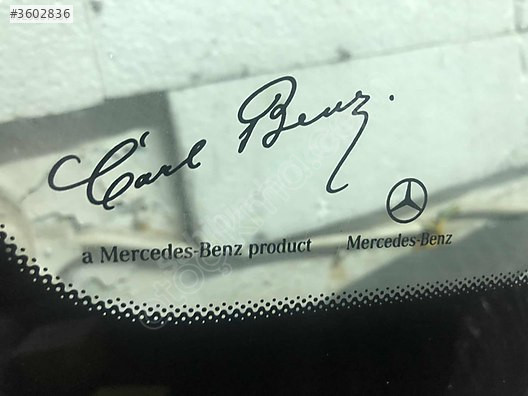 #3602836
Carl Benz.
a Mercedes-Benz product
Mercedes-Benz